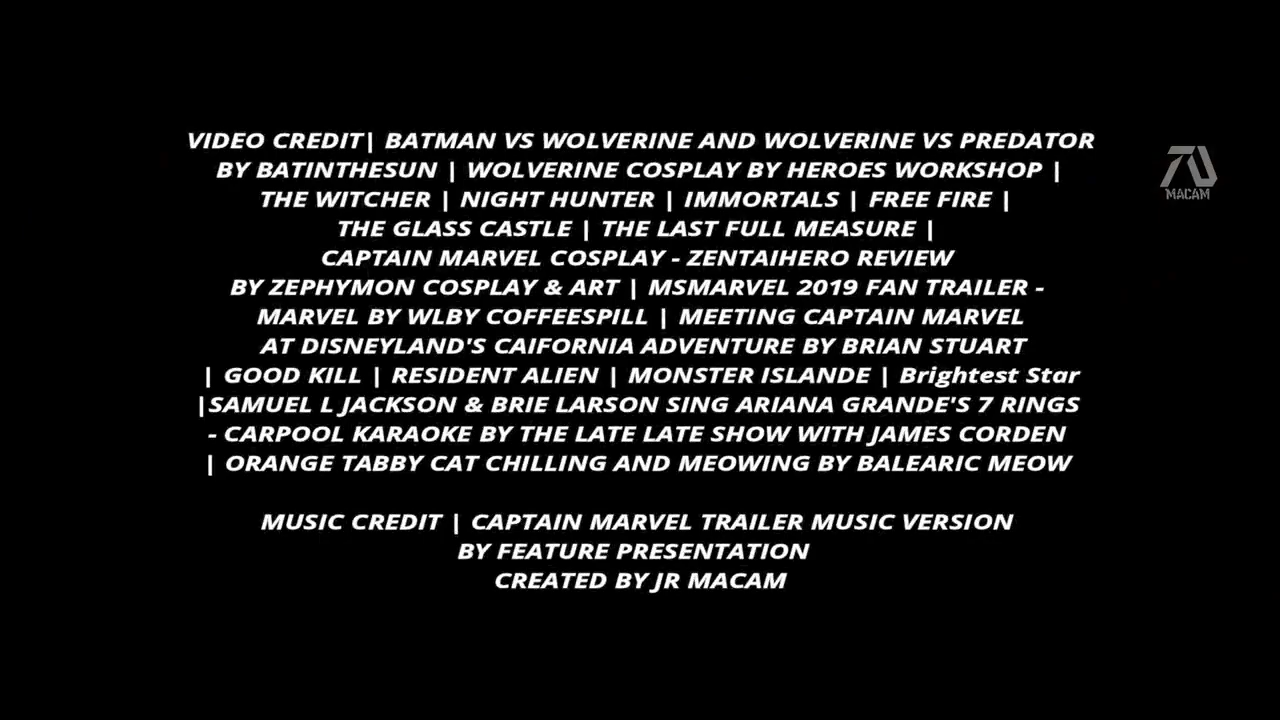 VIDEO CREDIT| BATMAN VS WOLVERINE AND WOLVERINE VS PREDATOR
BY BATINTHESUN | WOLVERINE COSPLAY BY HEROES WORKSHOP |
THE WITCHER | NIGHT HUNTER | IMMORTALS | FREE FIRE |
THE GLASS CASTLE | THE LAST FULL MEASURE |
CAPTAIN MARVEL COSPLAY - ZENTAIHERO REVIEW
BY ZEPHYMON COSPLAY & ART | MSMARVEL 2019 FAN TRAILER -
MARVEL BY WLBY COFFEESPILL | MEETING CAPTAIN MARVEL
AT DISNEYLAND'S CAIFORNIA ADVENTURE BY BRIAN STUART
| GOOD KILL | RESIDENT ALIEN | MONSTER ISLANDE | Brightest Star
|SAMUEL L JACKSON & BRIE LARSON SING ARIANA GRANDE'S 7 RINGS
- CARPOOL KARAOKE BY THE LATE LATE SHOW WITH JAMES CORDEN
| ORANGE TABBY CAT CHILLING AND MEOWING BY BALEARIC MEOW
MUSIC CREDIT | CAPTAIN MARVEL TRAILER MUSIC VERSION
BY FEATURE PRESENTATION
CREATED BY JR MACAM
MACAM